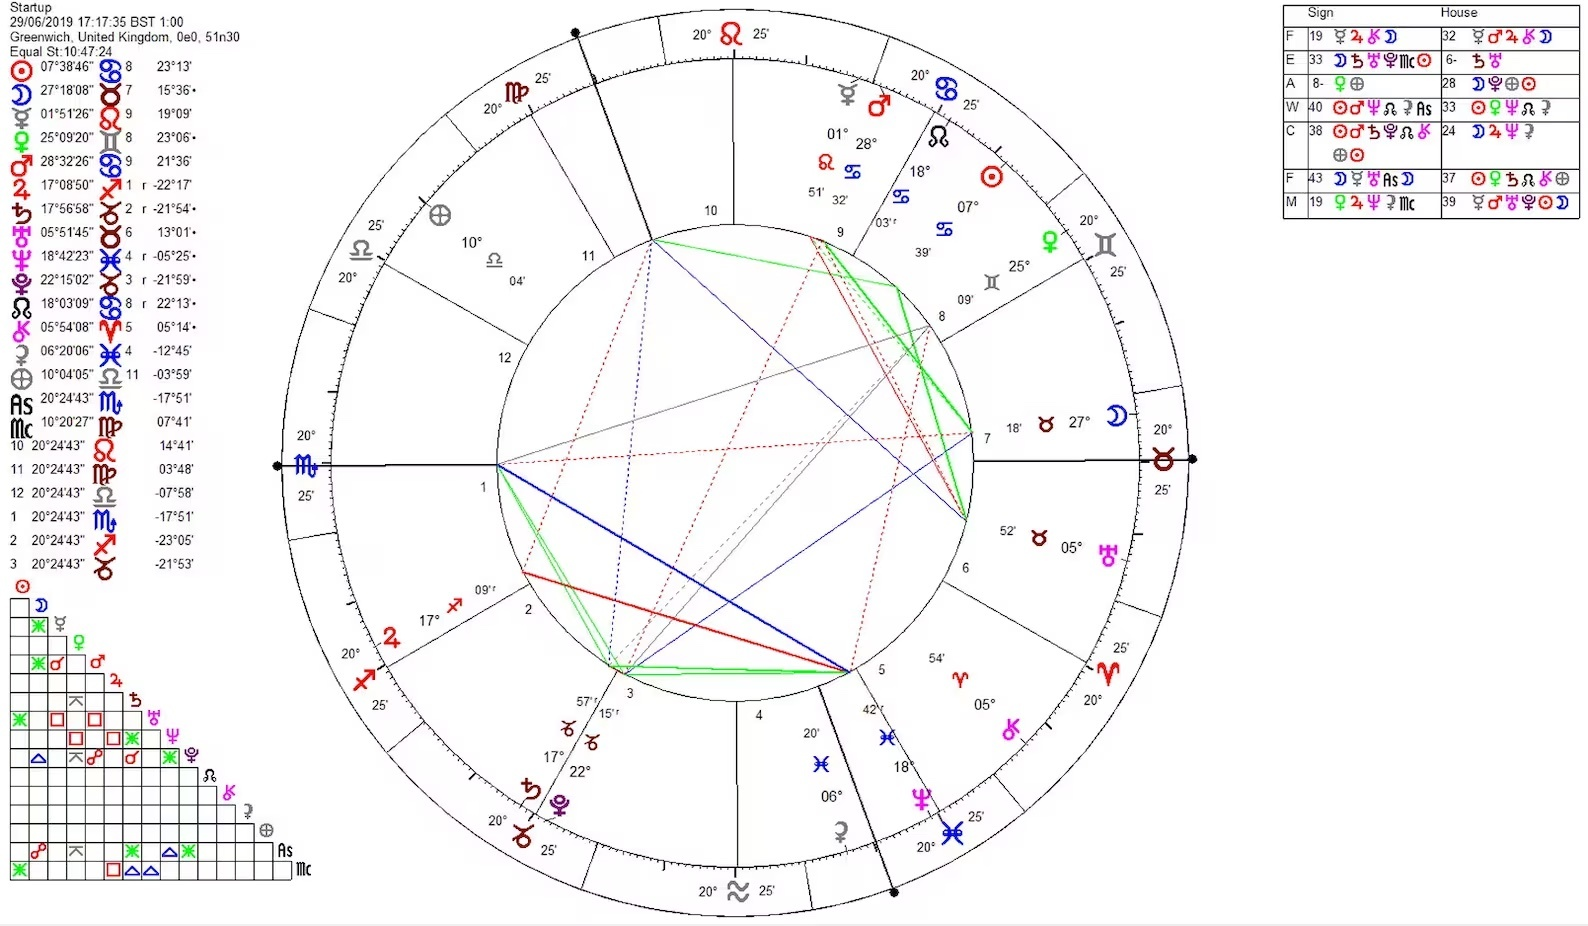 Startup
29/06/2019 17:17:35 BST 1:00
Greenwich, United Kingdom, 0e0, 51n30
Equal St:10:47:24
☉ 07°38'46" ♋ 8 23°13'
☽ 27°18'08" ♉ 7 15°36'•
☿ 01°51'26" ♌ 9 19°09'
♀ 25°09'20" ♊ 8 23°06'•
♂ 28°32'26" ♋ 9 21°36'
♃ 17°08'50" ♐ 1 r -22°17'
♄ 17°56'58" ♑ 2 r -21°54'•
♅ 05°51'45" ♉ 6 13°01'•
♆ 18°42'23" ♓ 4 r -05°25'•
♇ 22°15'02" ♑ 3 r -21°59'•
☊ 18°03'09" ♋ 8 r 22°13'•
⚷ 05°54'08" ♈ 5 05°14'•
⚳ 06°20'06" ♓ 4 -12°45'
⊕ 10°04'05" ♎ 11 -03°59'
As 20°24'43" ♏ -17°51'
Mc 10°20'27" ♍ 07°41'
10 20°24'43" ♌ 14°41'
11 20°24'43" ♍ 03°48'
12 20°24'43" ♎ -07°58'
1 20°24'43" ♏ -17°51'
2 20°24'43" ♐ -23°05'
3 20°24'43" ♑ -21°53'
As
Mc
20° ♌ 25'
25'
20° ♍
20°
♋ 25'
☿ ♂
01° 28°
♌ ♋
51' 32'
☊
18°
♋
03' r
☉
07°
♋
39'
♀
25°
♊
09'
20°
♊
25'
25'
♎
20°
⊕
10° ♎ 04'
10
9
11
8
12
7 18' ♉ 27° ☽
20°
♉
25'
20°
♏
25'
1
52' ♉ 05° ♅
6
2
09' r
♐
17°
♃
20°
♐
25'
3
57' r
15' r
♑ ♑
17° 22°
♄ ♇
20° ♑ 25'
4
5
54'
♈
05°
⚷
25'
♈
20°
42' r
♓
18°
♆
20'
♓
06°
⚳
25'
♓
20°
20° ♒ 25'
Sign House
F 19 ☿♃⚷☽ 32 ☿♂♃⚷☽
E 33 ☽♄♅♇Mc☉ 6- ♄♅
A 8- ♀⊕ 28 ☽♇⊕☉
W 40 ☉♂♆☊⚳As 33 ☉♀♆☊⚳
C 38 ☉♂♄♇☊⚷ 24 ☽♃♆⚳
⊕☉
F 43 ☽☿♅As☽ 37 ☉♀♄☊⚷⊕
M 19 ♀♃♆⚳Mc 39 ☿♂♅♇☉☽